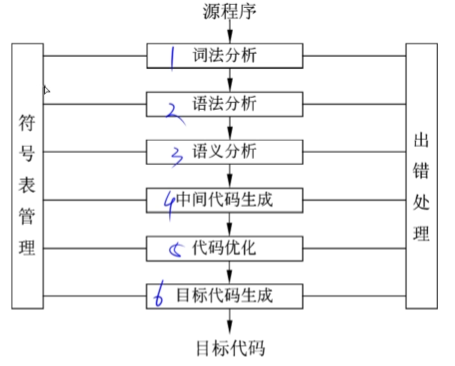 源程序
1 词法分析
2 语法分析
3 语义分析
4 中间代码生成
5 代码优化
6 目标代码生成
目标代码
符号表管理
出错处理